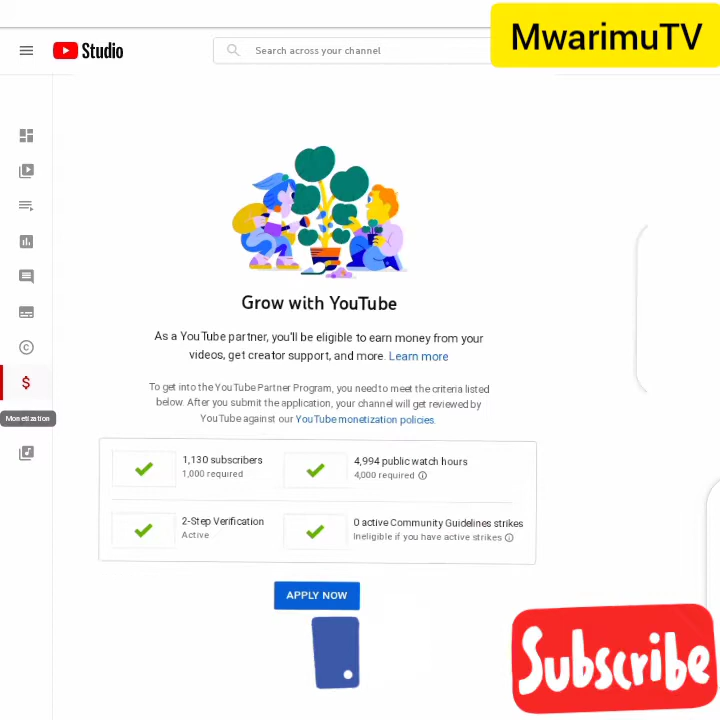 MwarimuTV
Studio
Search across your channel
Grow with YouTube
As a YouTube partner, you'll be eligible to earn money from your
videos, get creator support, and more. Learn more
To get into the YouTube Partner Program, you need to meet the criteria listed
below. After you submit the application, your channel will get reviewed by
YouTube against our YouTube monetization policies.
Monetization
1,130 subscribers
1,000 required
4,994 public watch hours
4,000 required
2-Step Verification
Active
0 active Community Guidelines strikes
Ineligible if you have active strikes
APPLY NOW
Subscribe